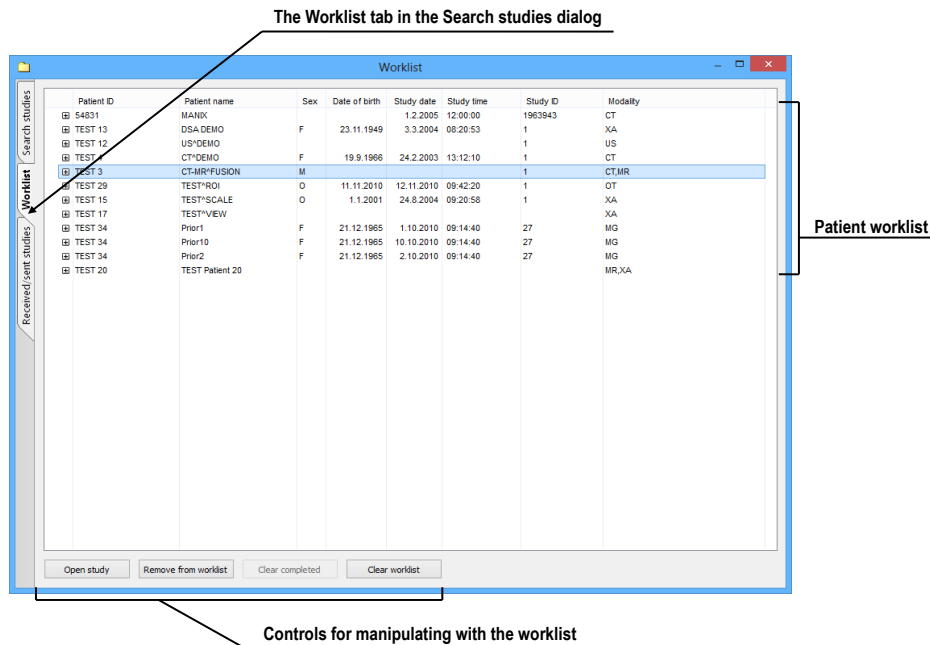 The Worklist tab in the Search studies dialog
Worklist
Search studies
Worklist
Received/sent studies
Patient ID Patient name Sex Date of birth Study date Study time Study ID Modality
54831 MANIX 1.2.2005 12:00:00 1963943 CT
TEST 13 DSA DEMO F 23.11.1949 3.3.2004 08:20:53 1 XA
TEST 12 US^DEMO 1 US
TEST 4 CT^DEMO F 19.9.1966 24.2.2003 13:12:10 1 CT
TEST 3 CT-MR^FUSION M 1 CT,MR
TEST 29 TEST^ROI O 11.11.2010 12.11.2010 09:42:20 1 OT
TEST 15 TEST^SCALE O 1.1.2001 24.8.2004 09:20:58 1 XA
TEST 17 TEST^VIEW XA
TEST 34 Prior1 F 21.12.1965 1.10.2010 09:14:40 27 MG
TEST 34 Prior10 F 21.12.1965 10.10.2010 09:14:40 27 MG
TEST 34 Prior2 F 21.12.1965 2.10.2010 09:14:40 27 MG
TEST 20 TEST Patient 20 MR,XA
Patient worklist
Open study Remove from worklist Clear completed Clear worklist
Controls for manipulating with the worklist